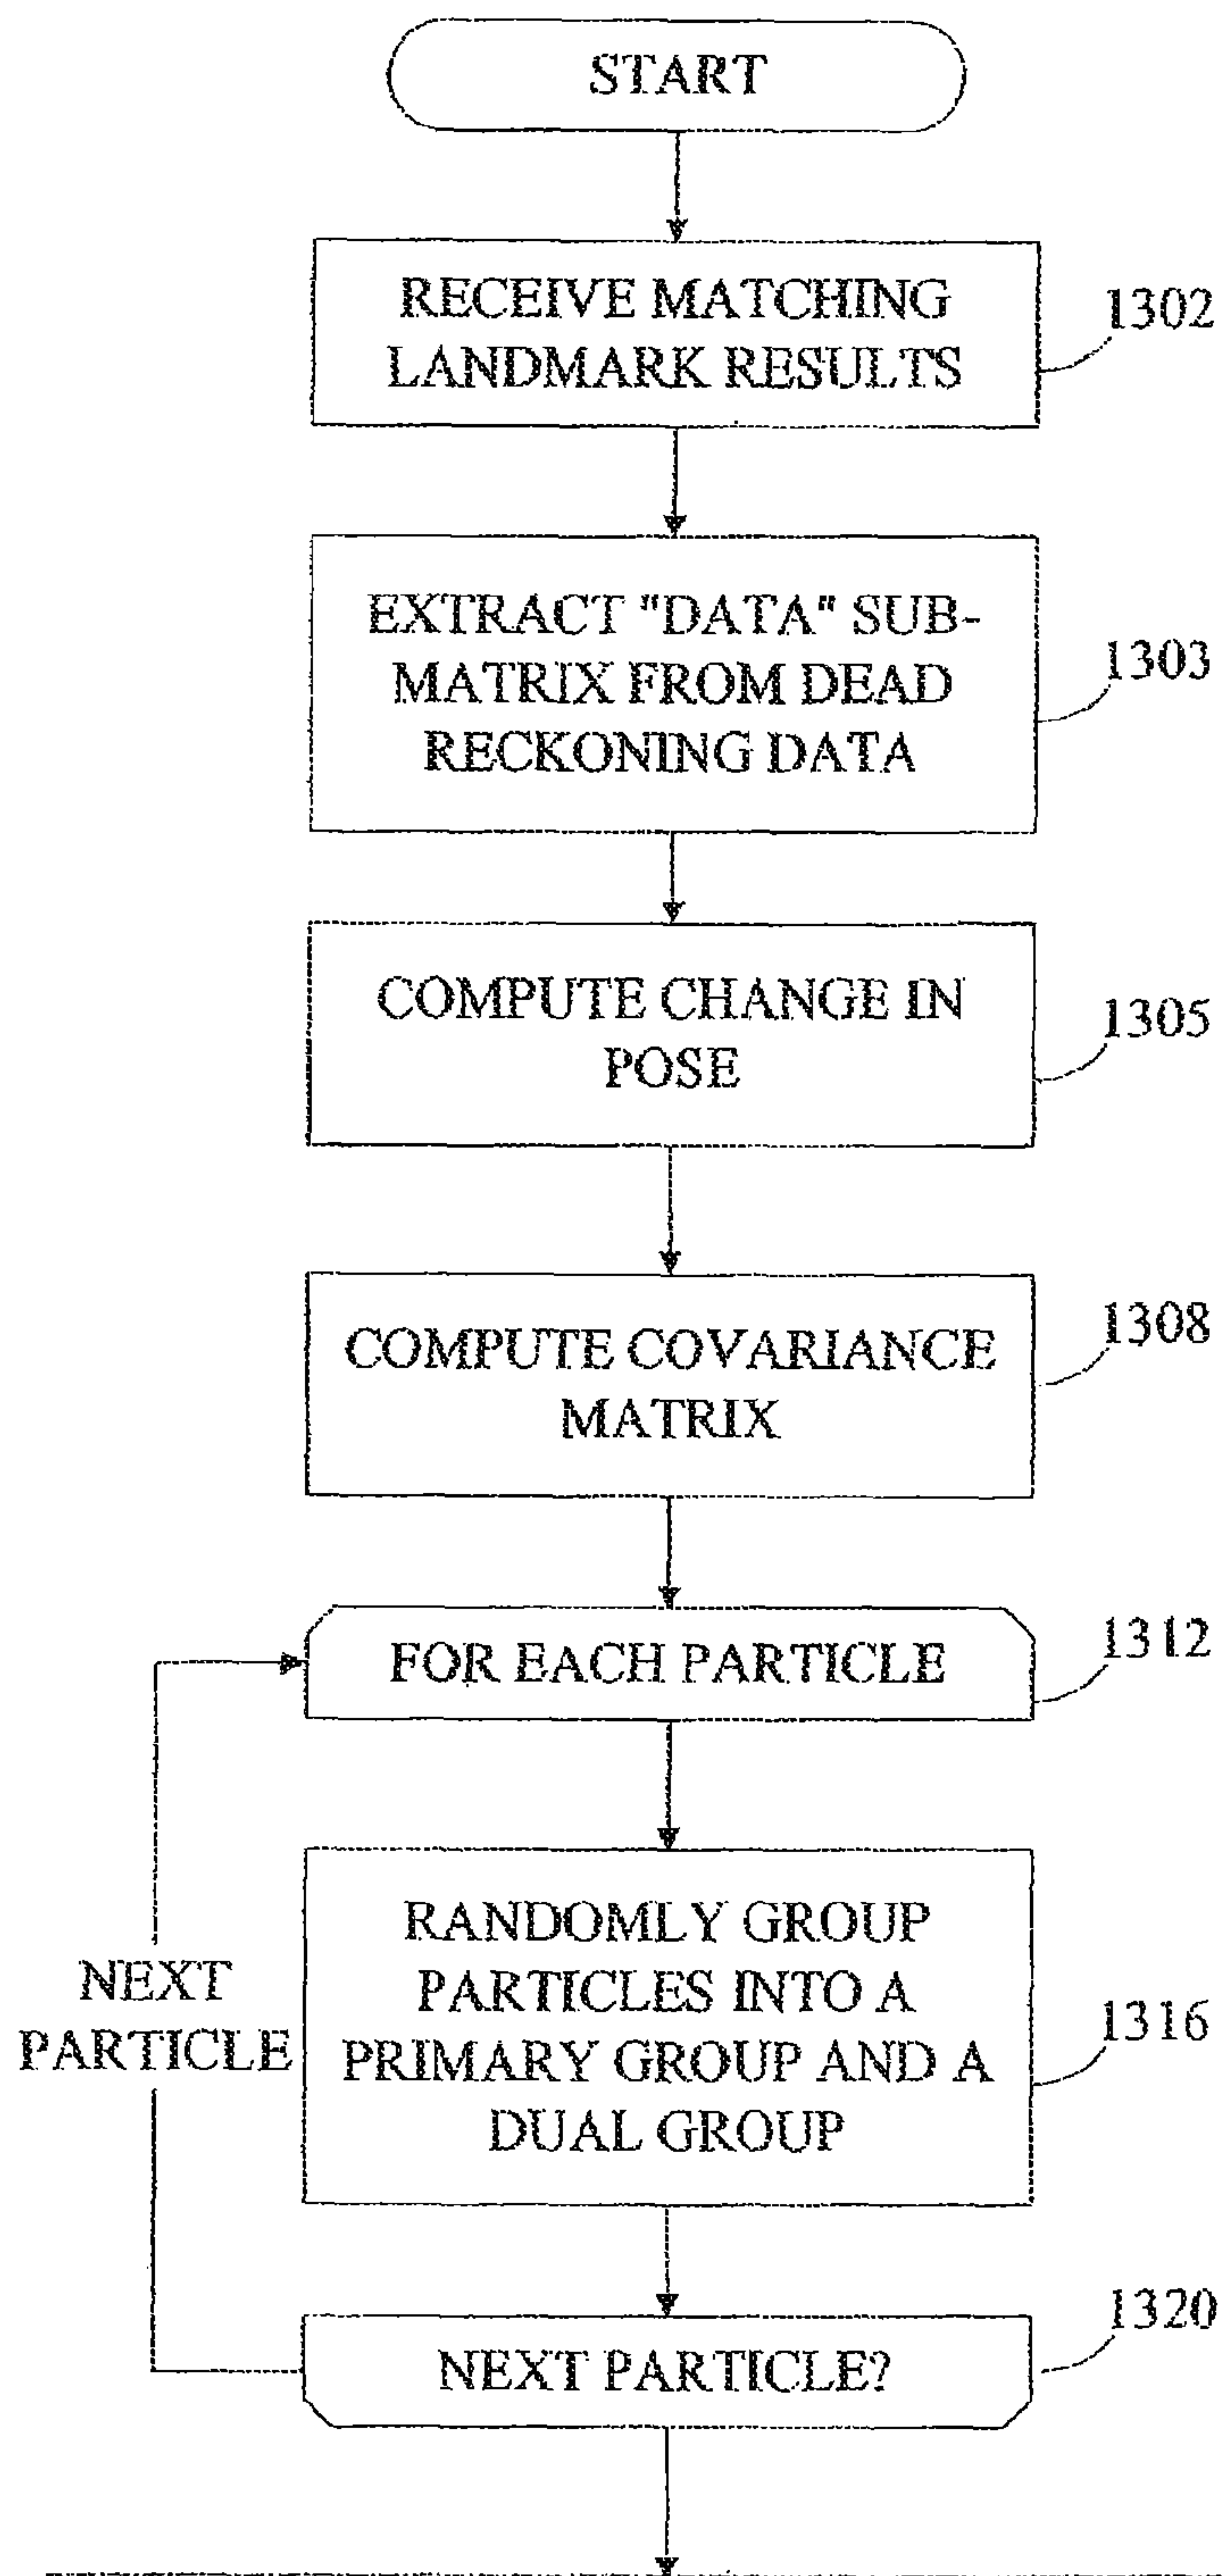 START
RECEIVE MATCHING
LANDMARK RESULTS
1302
EXTRACT "DATA" SUB-
MATRIX FROM DEAD
RECKONING DATA
1303
COMPUTE CHANGE IN
POSE
1305
COMPUTE COVARIANCE
MATRIX
1308
FOR EACH PARTICLE
1312
RANDOMLY GROUP
PARTICLES INTO A
PRIMARY GROUP AND A
DUAL GROUP
1316
NEXT
PARTICLE
NEXT PARTICLE?
1320